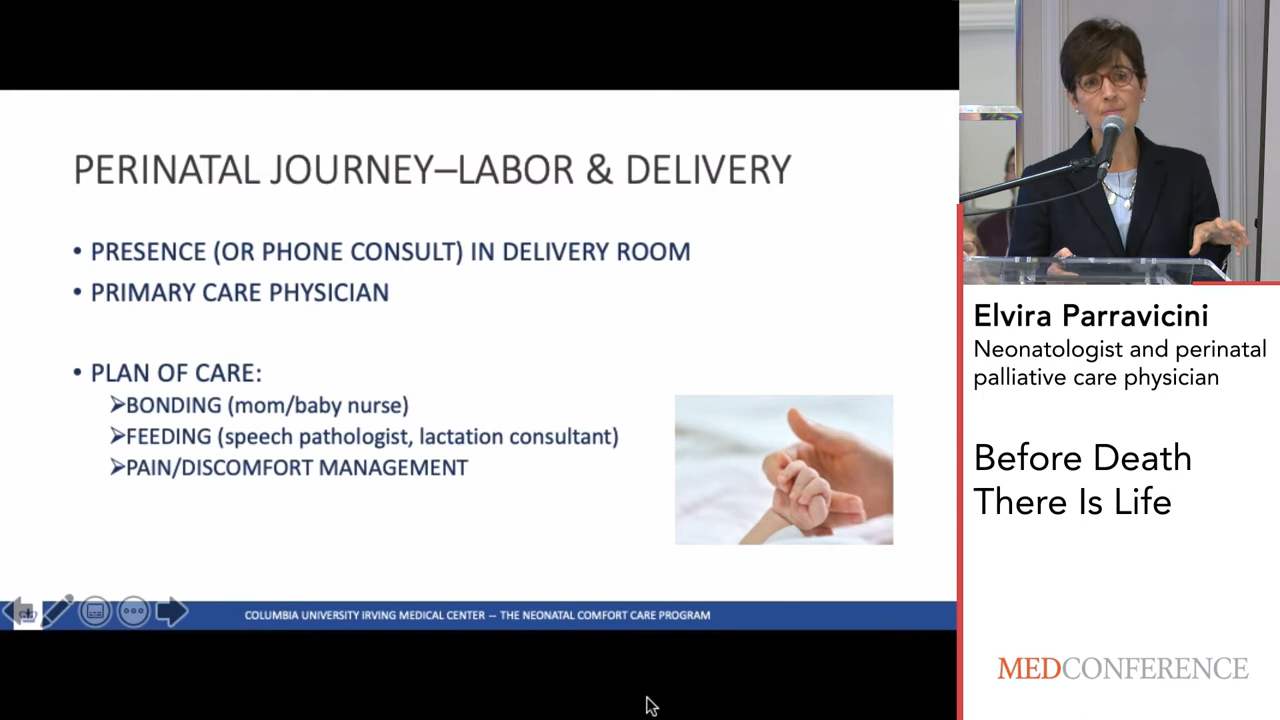 PERINATAL JOURNEY–LABOR & DELIVERY
• PRESENCE (OR PHONE CONSULT) IN DELIVERY ROOM
• PRIMARY CARE PHYSICIAN
• PLAN OF CARE:
➢BONDING (mom/baby nurse)
➢FEEDING (speech pathologist, lactation consultant)
➢PAIN/DISCOMFORT MANAGEMENT
COLUMBIA UNIVERSITY IRVING MEDICAL CENTER – THE NEONATAL COMFORT CARE PROGRAM
Elvira Parravicini
Neonatologist and perinatal
palliative care physician
Before Death
There Is Life
MEDCONFERENCE